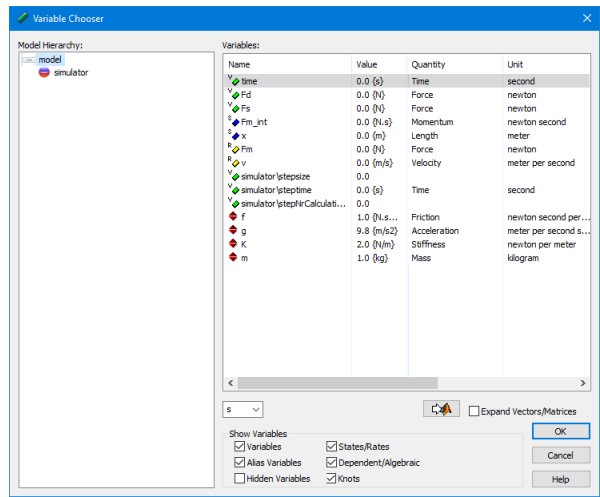 Variable Chooser
Model Hierarchy:
model
simulator
Variables:
Name Value Quantity Unit
V time 0.0 {s} Time second
V Fd 0.0 {N} Force newton
V Fs 0.0 {N} Force newton
S Fm_int 0.0 {N.s} Momentum newton second
S x 0.0 {m} Length meter
R Fm 0.0 {N} Force newton
R v 0.0 {m/s} Velocity meter per second
V simulator\stepsize 0.0
V simulator\steptime 0.0 {s} Time second
V simulator\stepNrCalculati... 0.0
f 1.0 {N.s... Friction newton second per...
g 9.8 {m/s2} Acceleration meter per second s...
K 2.0 {N/m} Stiffness newton per meter
m 1.0 {kg} Mass kilogram
s
Expand Vectors/Matrices
Show Variables
Variables States/Rates
Alias Variables Dependent/Algebraic
Hidden Variables Knots
OK
Cancel
Help